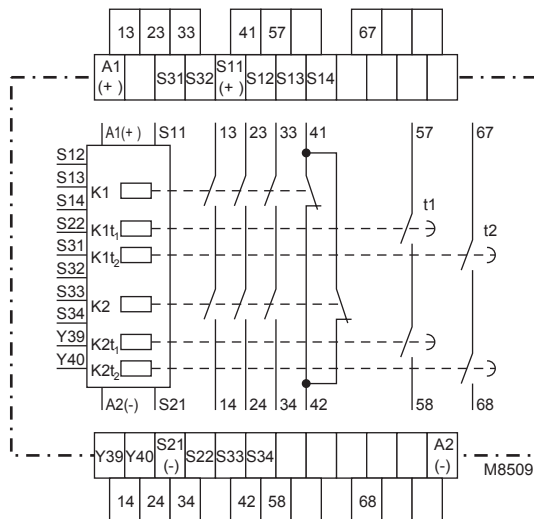 13 23 33 41 57 67
A1 (+) S31 S32 S11 (+) S12 S13 S14
A1(+) S11 13 23 33 41 57 67
S12
S13
K1
S14
S22
K1t1 t1
S31
K1t2 t2
S32
S33
K2
S34
Y39
K2t1
Y40
K2t2
A2(-) S21 14 24 34 42 58 68
Y39 Y40 S21 (-) S22 S33 S34 A2 (-)
M8509
14 24 34 42 58 68